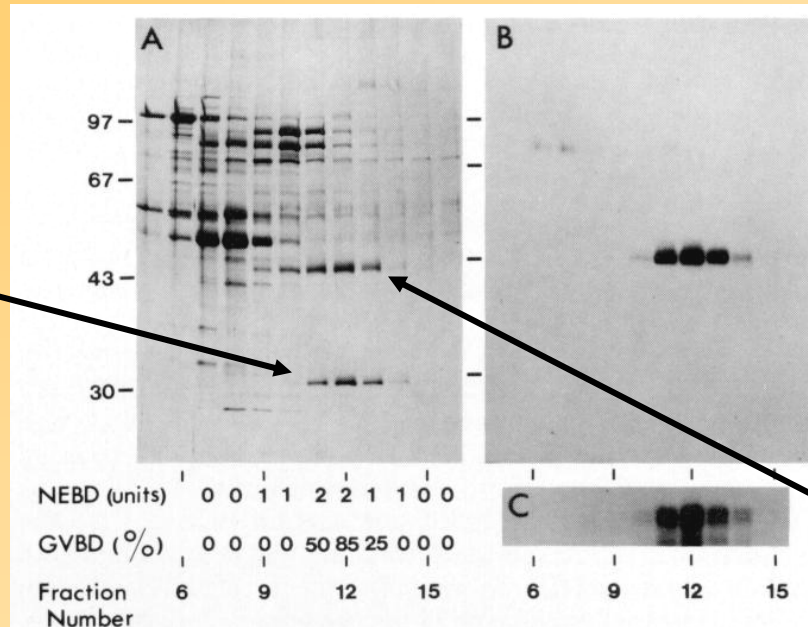 A
B
97
67
43
30
NEBD (units) 0 0 1 1 2 2 1 1 0 0
C
GVBD (%) 0 0 0 0 50 85 25 0 0 0
Fraction Number 6 9 12 15
6 9 12 15